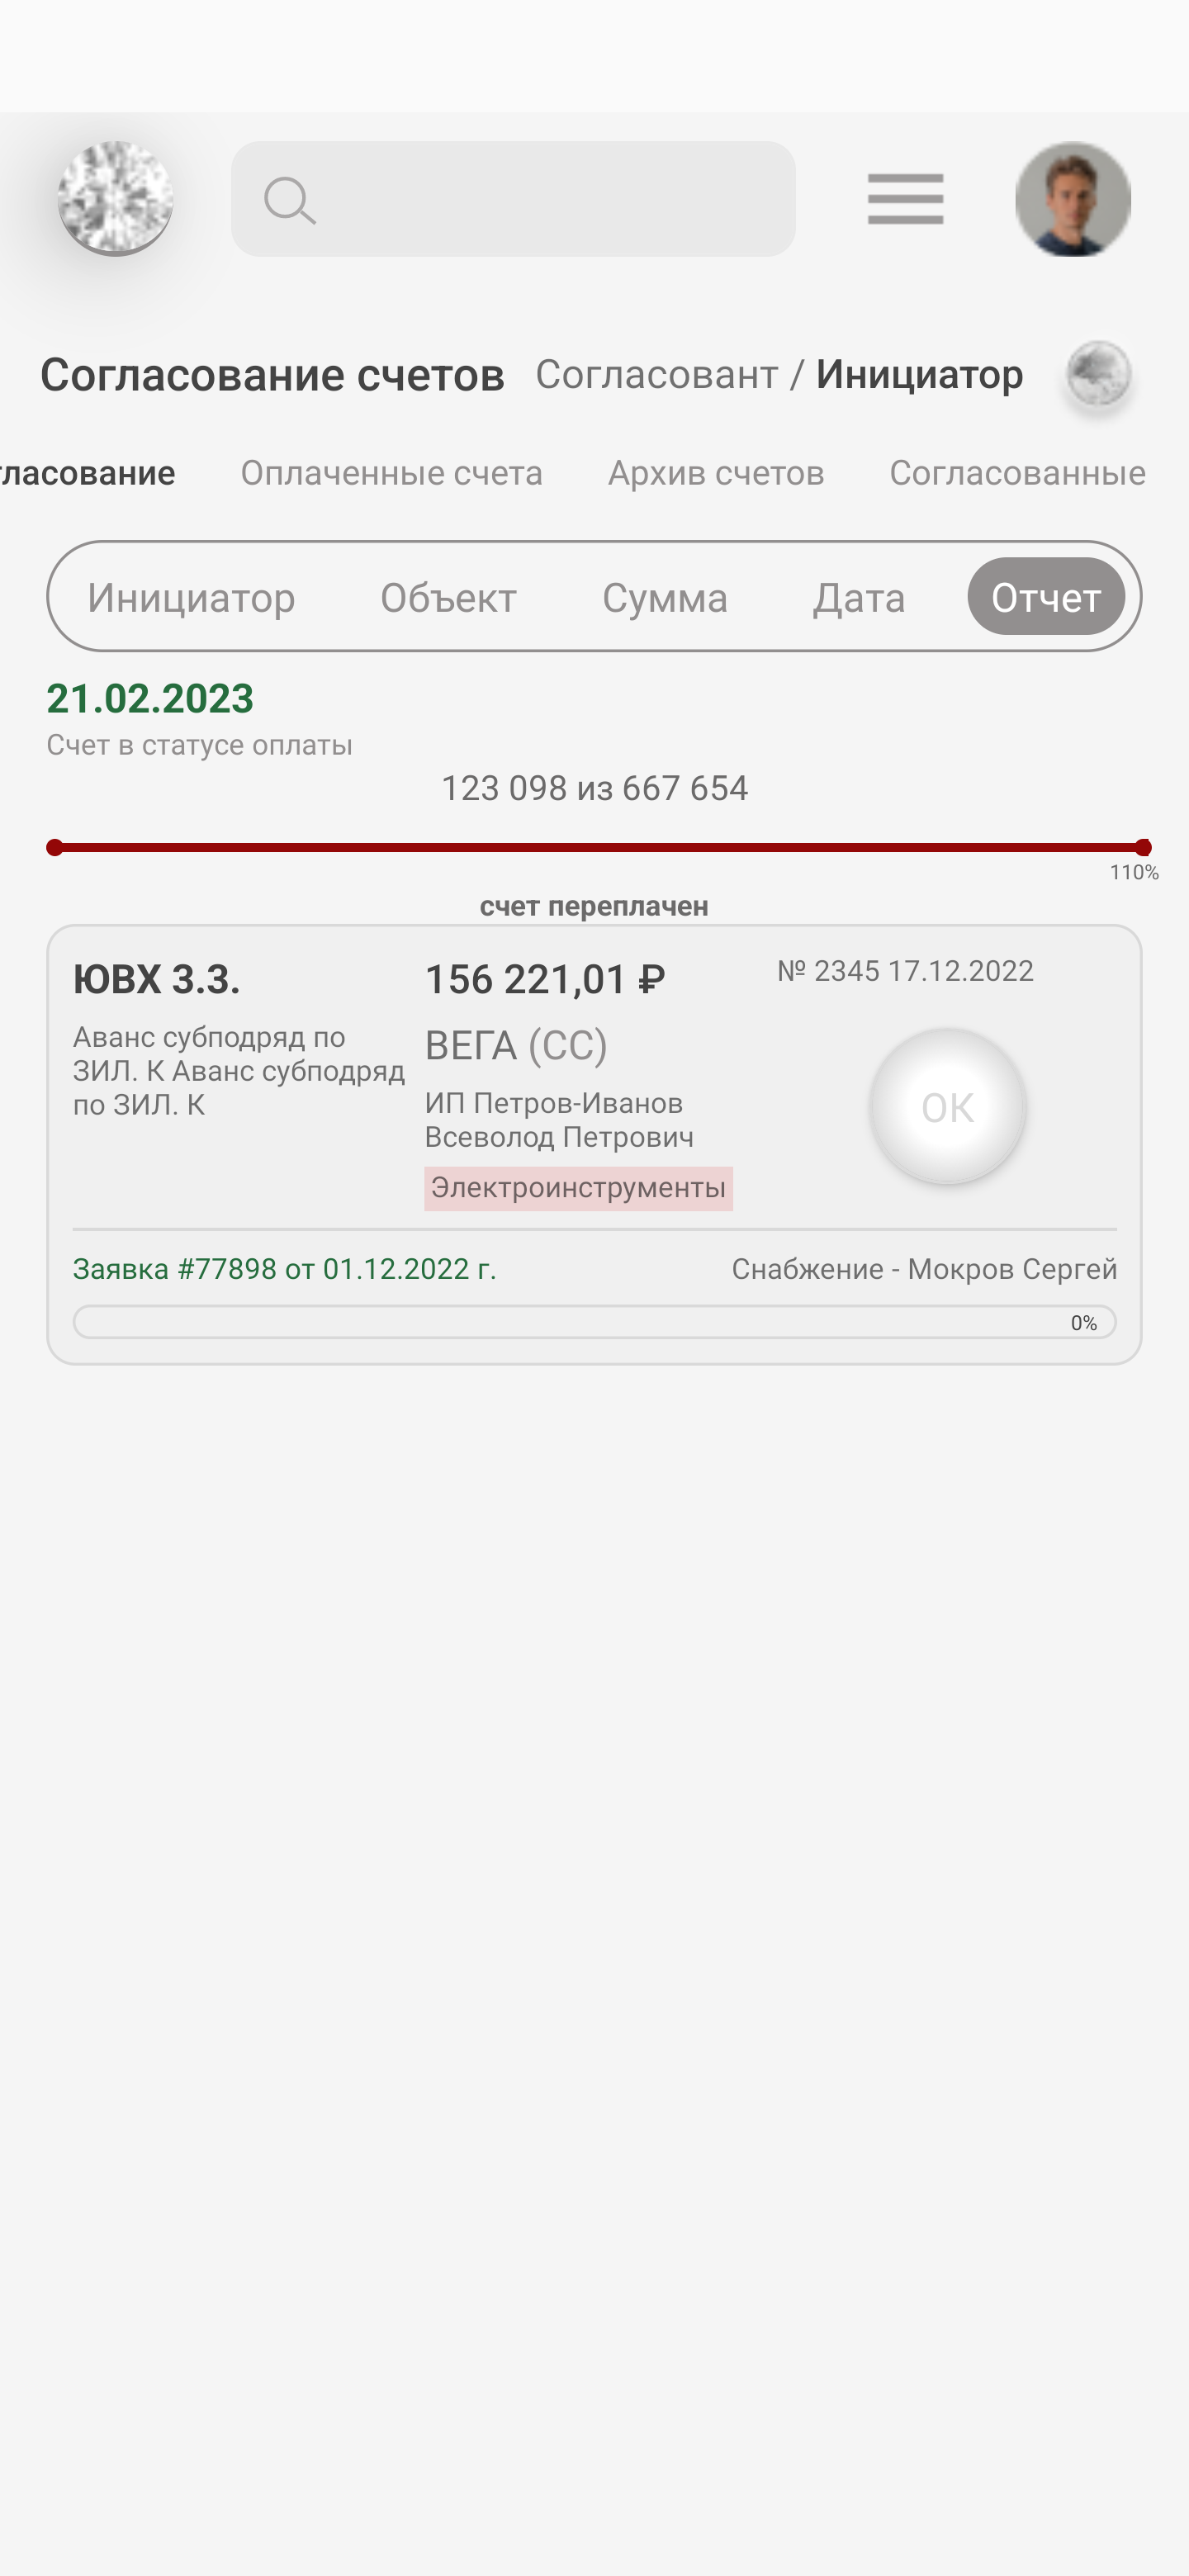 Согласование счетов Согласовант / Инициатор
гласование Оплаченные счета Архив счетов Согласованные
Инициатор Объект Сумма Дата Отчет
21.02.2023
Счет в статусе оплаты
123 098 из 667 654
110%
счет переплачен
ЮВХ 3.3. 156 221,01 ₽ № 2345 17.12.2022
Аванс субподряд по
ЗИЛ. К Аванс субподряд
по ЗИЛ. К
ВЕГА (СС)
ИП Петров-Иванов
Всеволод Петрович
Электроинструменты
ОК
Заявка #77898 от 01.12.2022 г. Снабжение - Мокров Сергей
0%